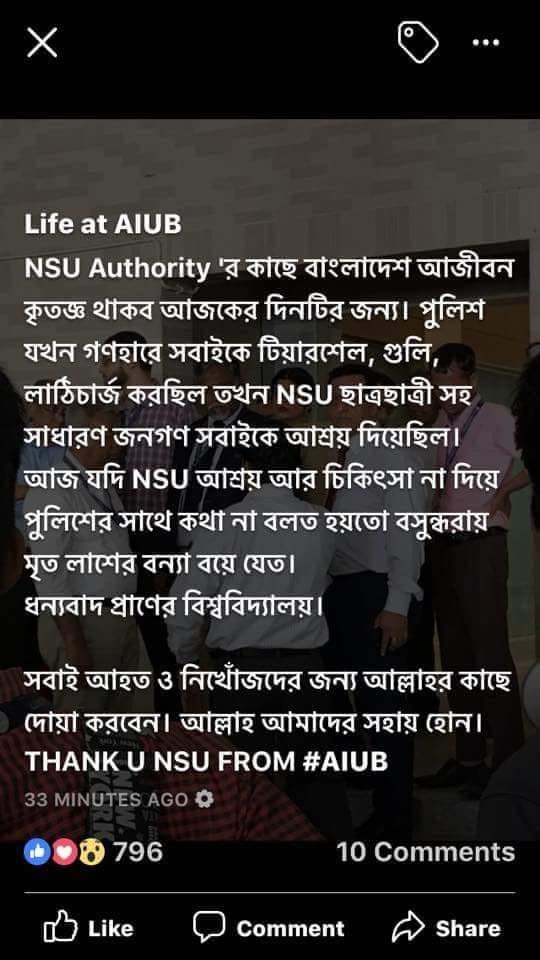 Life at AIUB
NSU Authority 'র কাছে বাংলাদেশ আজীবন
কৃতজ্ঞ থাকব আজকের দিনটির জন্য। পুলিশ
যখন গণহারে সবাইকে টিয়ারশেল, গুলি,
লাঠিচার্জ করছিল তখন NSU ছাত্রছাত্রী সহ
সাধারণ জনগণ সবাইকে আশ্রয় দিয়েছিল।
আজ যদি NSU আশ্রয় আর চিকিৎসা না দিয়ে
পুলিশের সাথে কথা না বলত হয়তো বসুন্ধরায়
মৃত লাশের বন্যা বয়ে যেত।
ধন্যবাদ প্রাণের বিশ্ববিদ্যালয়।
সবাই আহত ও নিখোঁজদের জন্য আল্লাহর কাছে
দোয়া করবেন। আল্লাহ আমাদের সহায় হোন।
THANK U NSU FROM #AIUB
33 MINUTES AGO
796 10 Comments
Like Comment Share